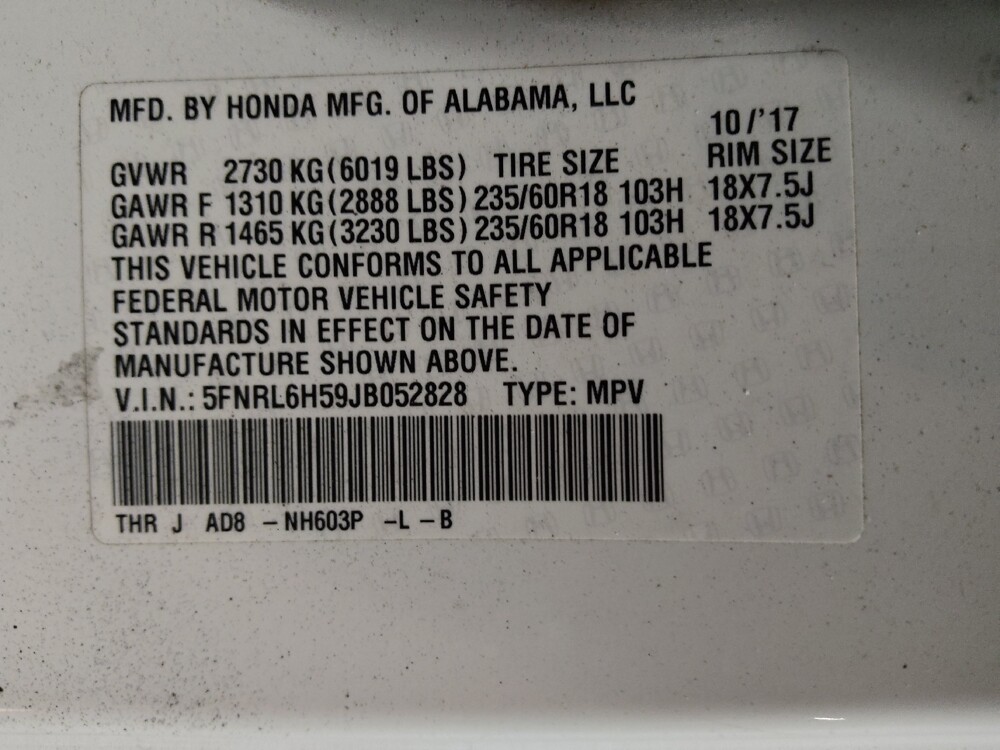 MFD. BY HONDA MFG. OF ALABAMA, LLC
10/'17
GVWR 2730 KG (6019 LBS) TIRE SIZE RIM SIZE
GAWR F 1310 KG (2888 LBS) 235/60R18 103H 18X7.5J
GAWR R 1465 KG (3230 LBS) 235/60R18 103H 18X7.5J
THIS VEHICLE CONFORMS TO ALL APPLICABLE
FEDERAL MOTOR VEHICLE SAFETY
STANDARDS IN EFFECT ON THE DATE OF
MANUFACTURE SHOWN ABOVE.
V.I.N.: 5FNRL6H59JB052828 TYPE: MPV
THR J AD8 - NH603P - L - B